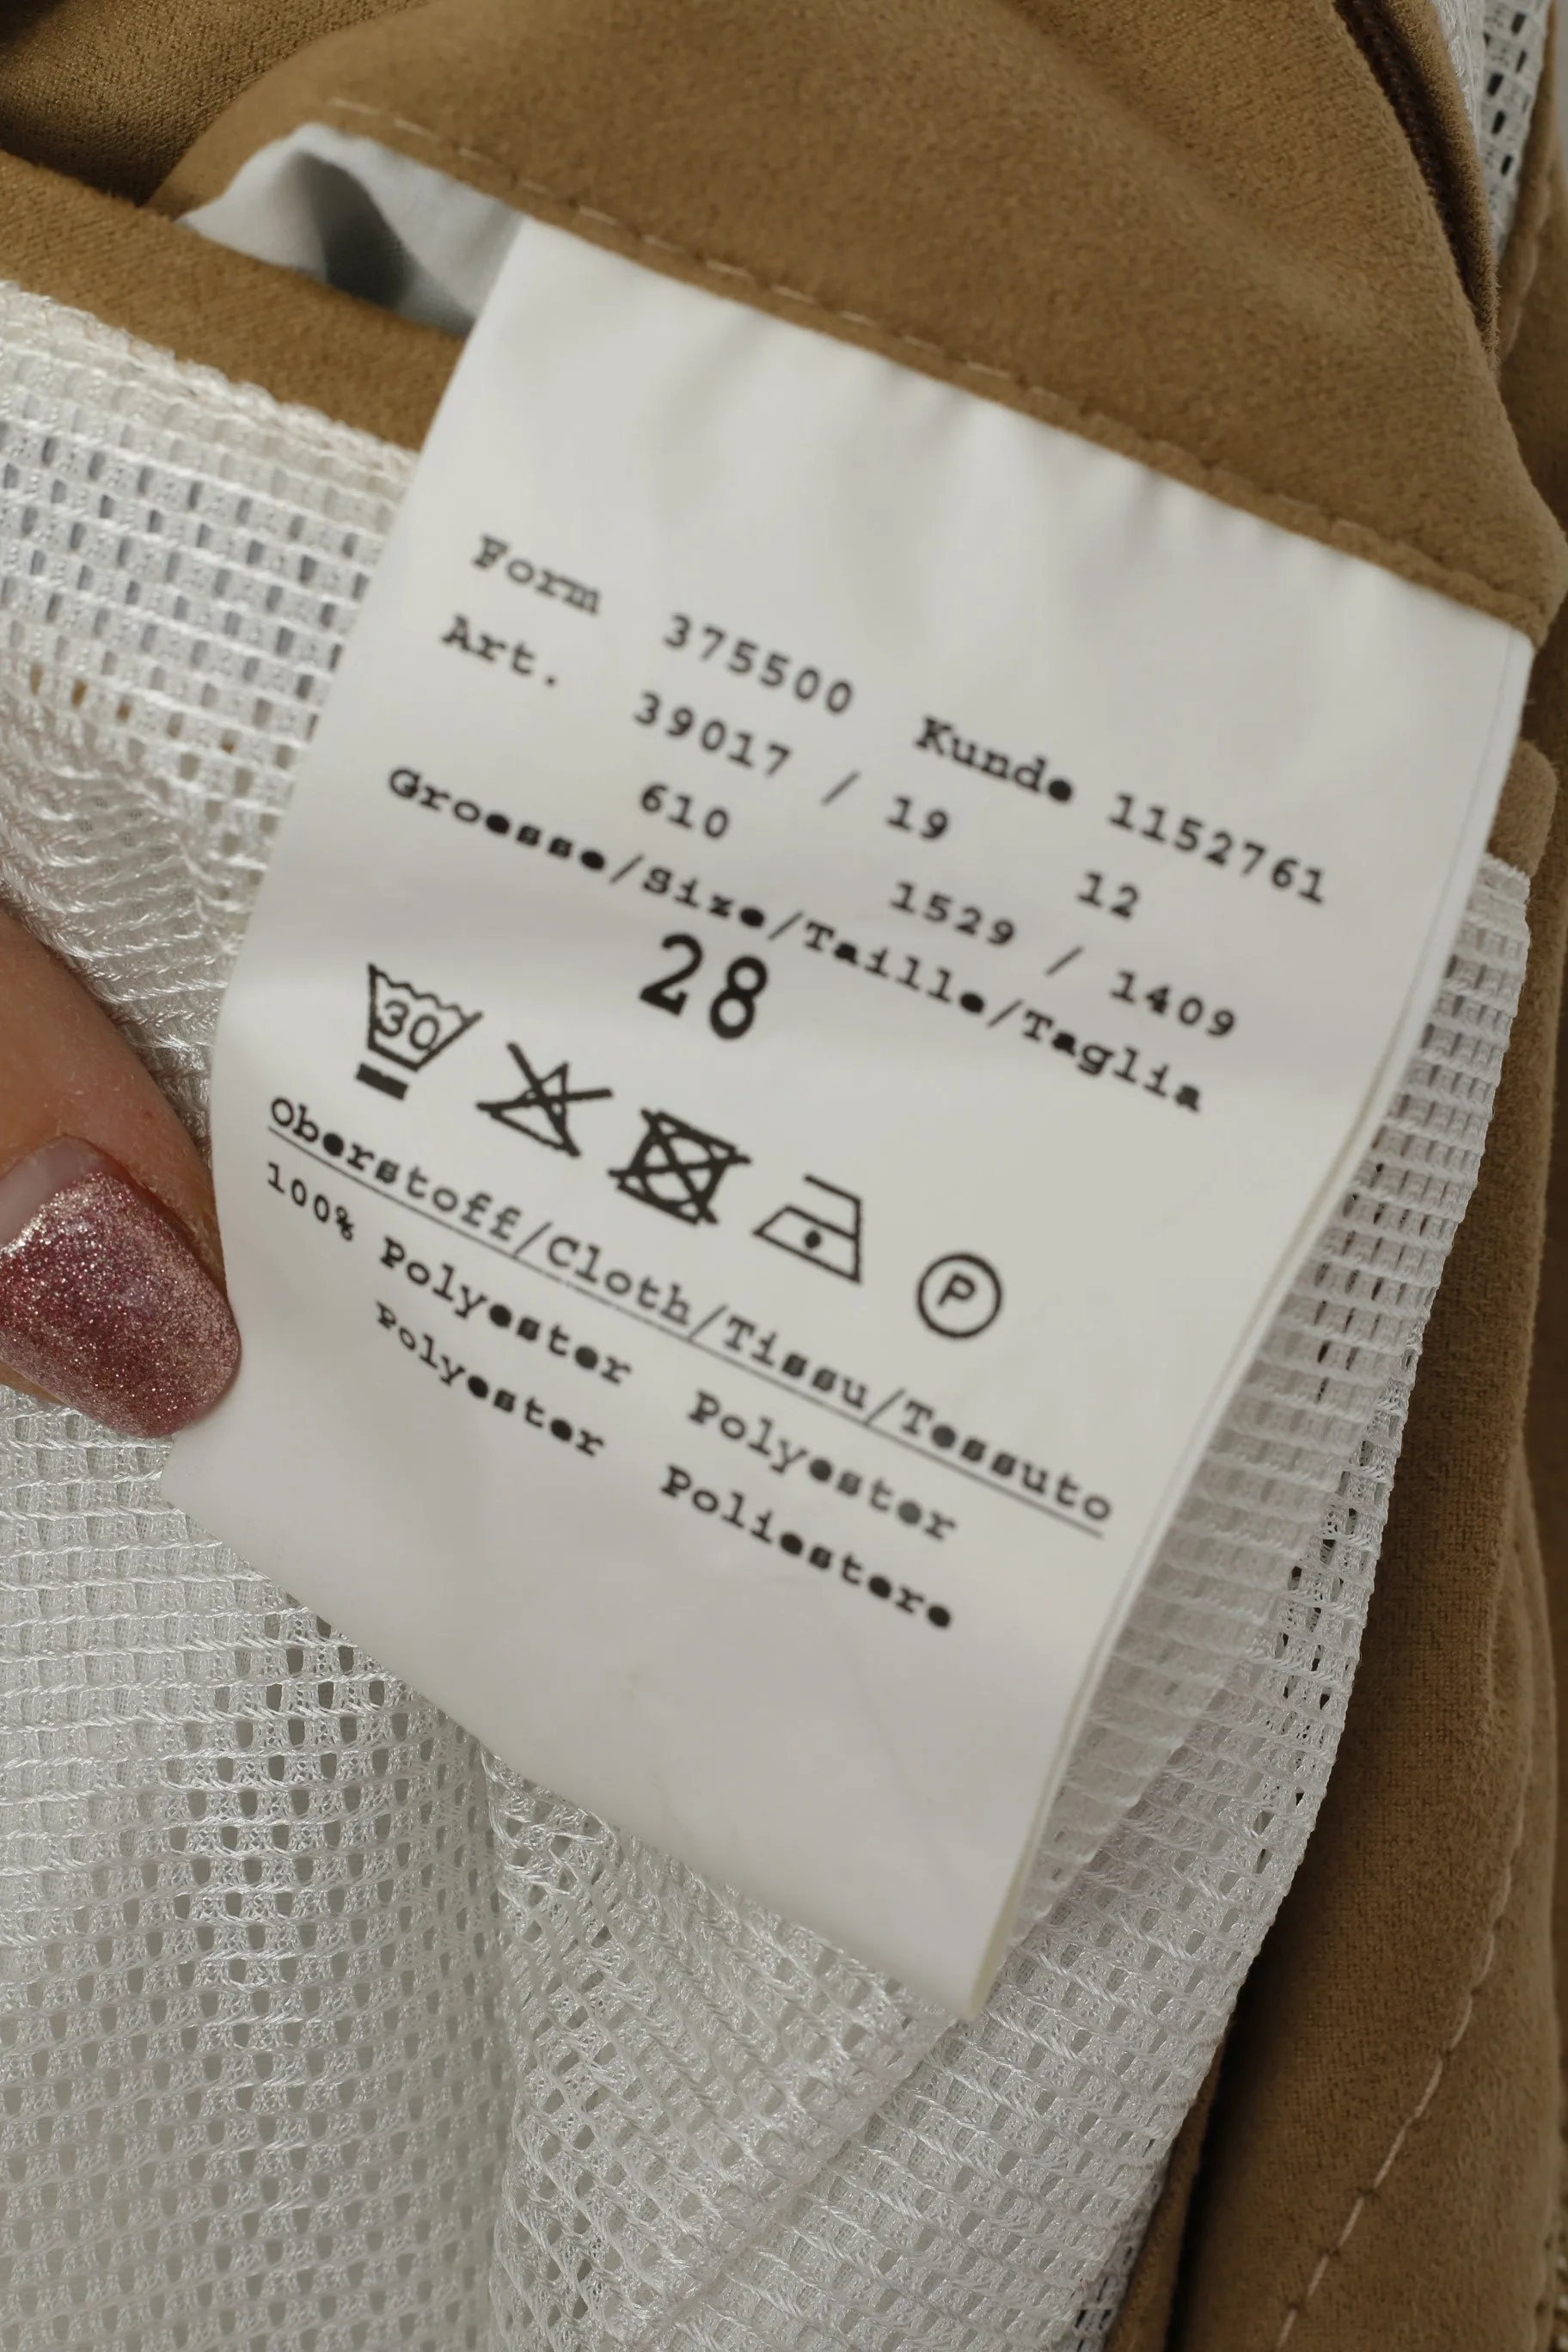 Form 375500 Kunde 1152761
Art. 39017 / 19 12
610 1529 / 1409
Groesse/Size/Taille/Taglia
28
30
P
Oberstoff/Cloth/Tissu/Tessuto
100% Polyester Polyester
Polyester Poliestere